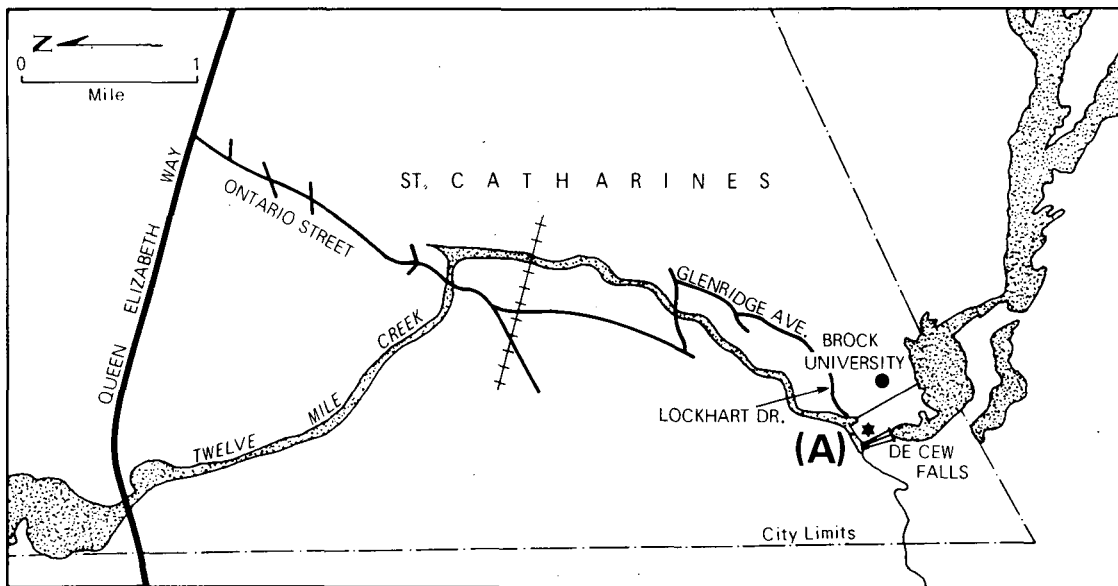 N
0 1
Mile
QUEEN ELIZABETH WAY
ONTARIO STREET
ST. CATHARINES
TWELVE MILE CREEK
GLENRIDGE AVE.
BROCK
UNIVERSITY
LOCKHART DR.
(A)
DE CEW
FALLS
City Limits